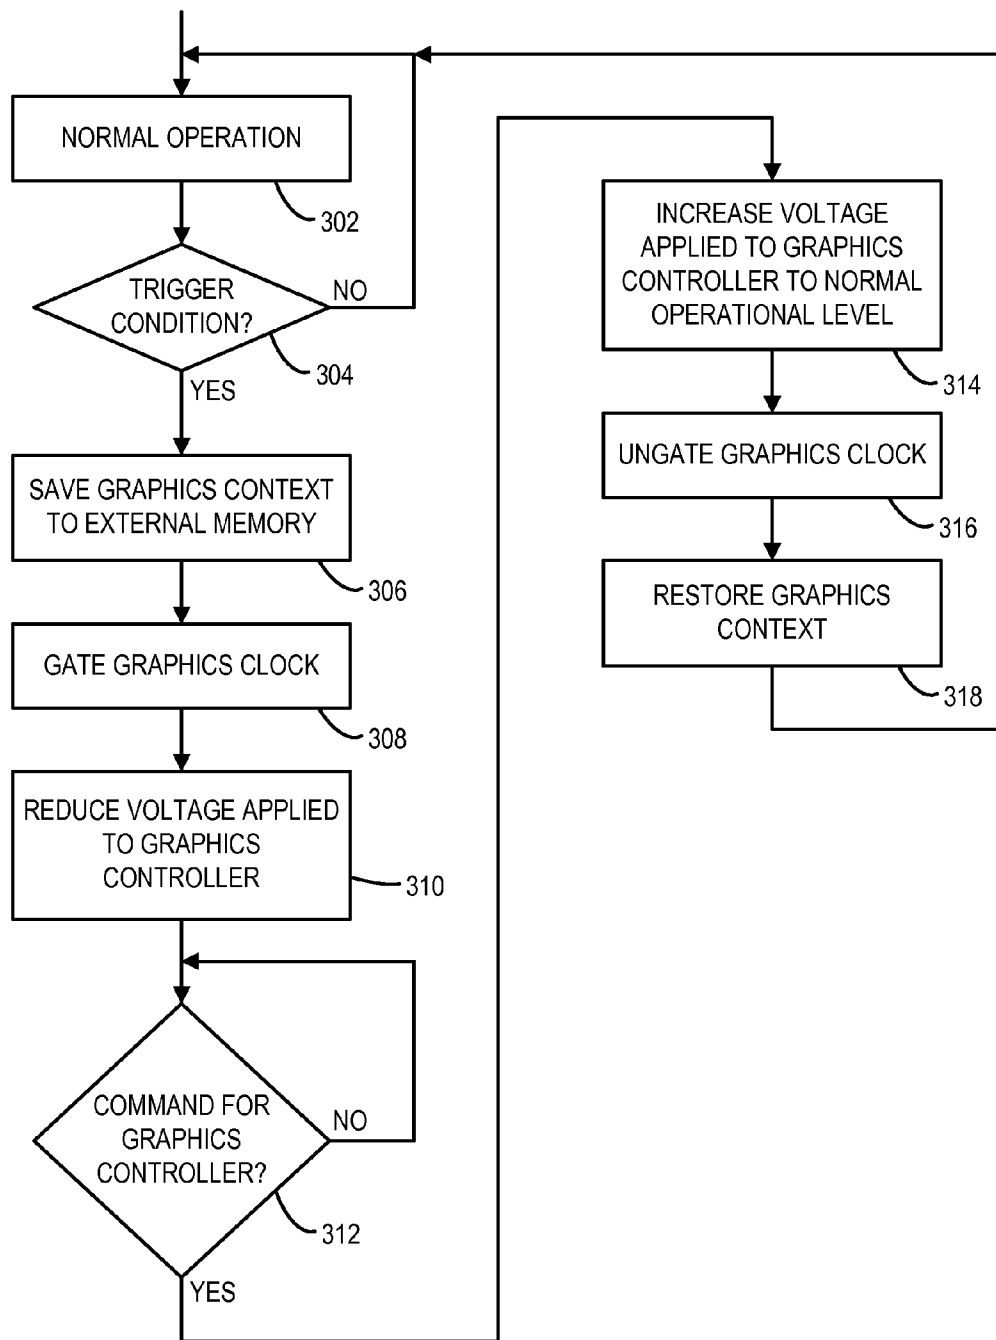 NORMAL OPERATION
302
TRIGGER
CONDITION?
NO
304
YES
SAVE GRAPHICS CONTEXT
TO EXTERNAL MEMORY
306
GATE GRAPHICS CLOCK
308
REDUCE VOLTAGE APPLIED
TO GRAPHICS
CONTROLLER
310
COMMAND FOR
GRAPHICS
CONTROLLER?
NO
312
YES
INCREASE VOLTAGE
APPLIED TO GRAPHICS
CONTROLLER TO NORMAL
OPERATIONAL LEVEL
314
UNGATE GRAPHICS CLOCK
316
RESTORE GRAPHICS
CONTEXT
318